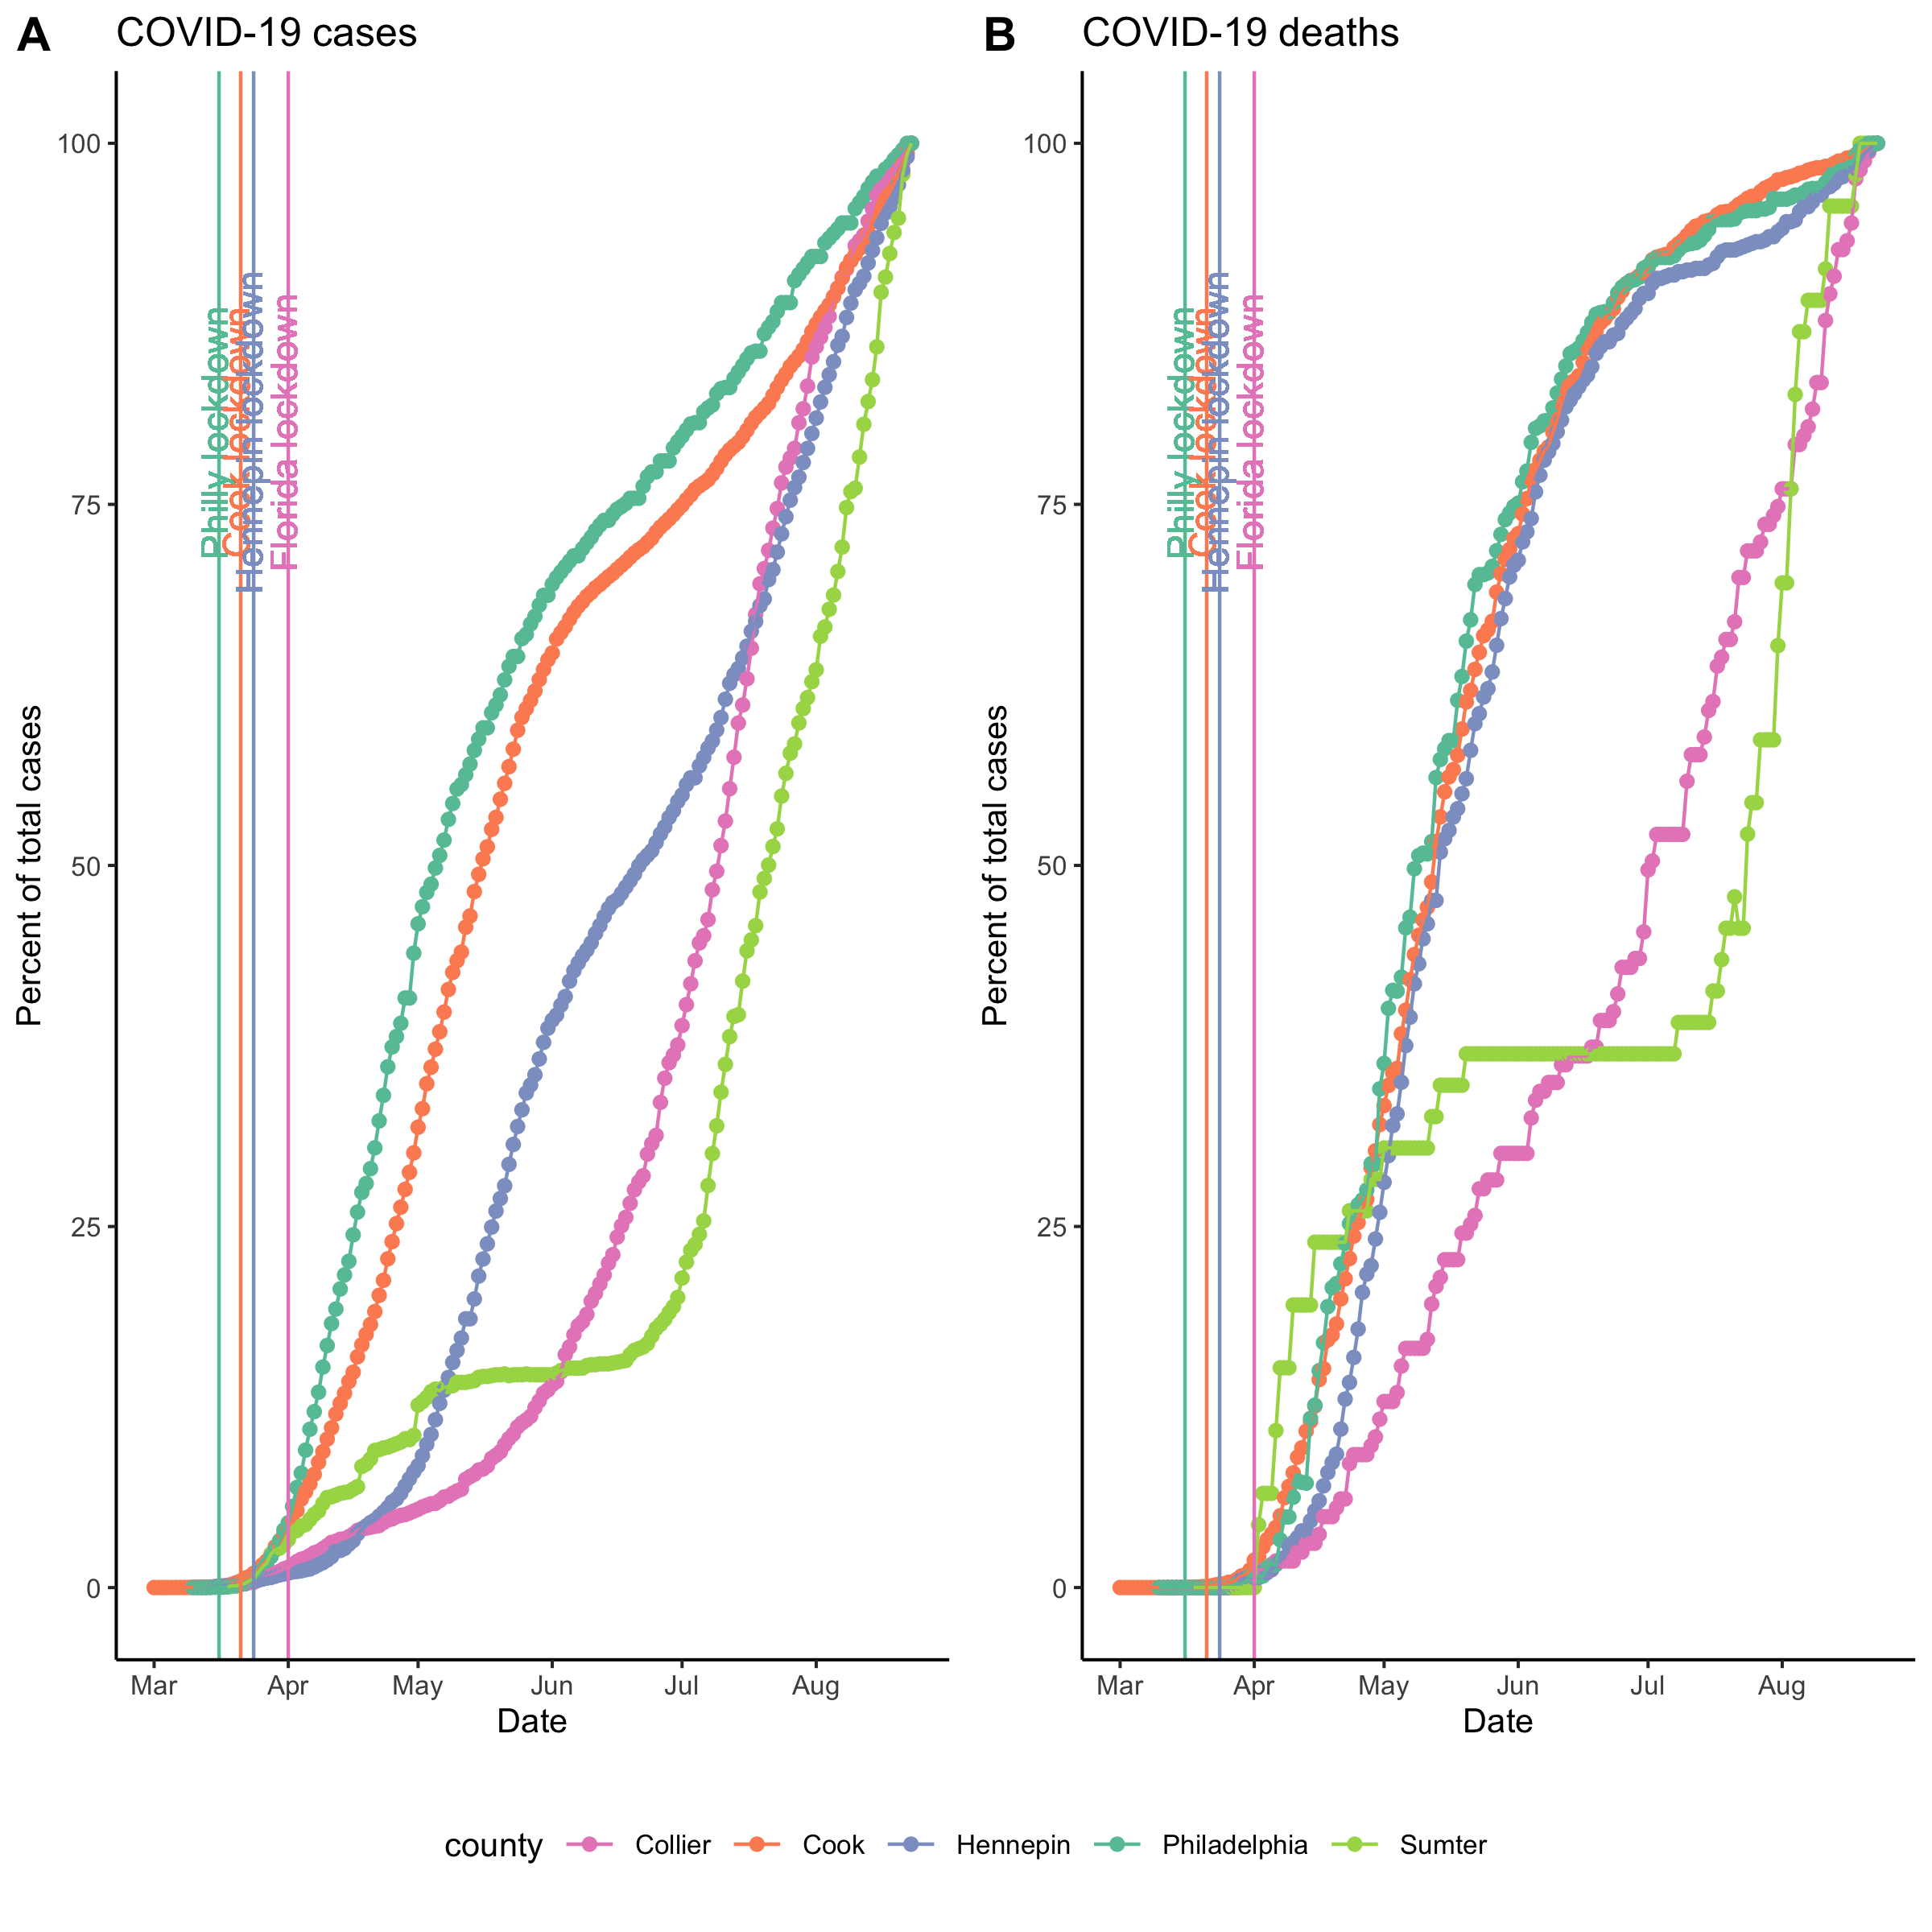 A COVID-19 cases
Percent of total cases
100
75
50
25
0
Philly lockdown
Cook lockdown
Hennepin lockdown
Florida lockdown
Mar Apr May Jun Jul Aug
Date
B COVID-19 deaths
Percent of total cases
100
75
50
25
0
Philly lockdown
Cook lockdown
Hennepin lockdown
Florida lockdown
Mar Apr May Jun Jul Aug
Date
county Collier Cook Hennepin Philadelphia Sumter